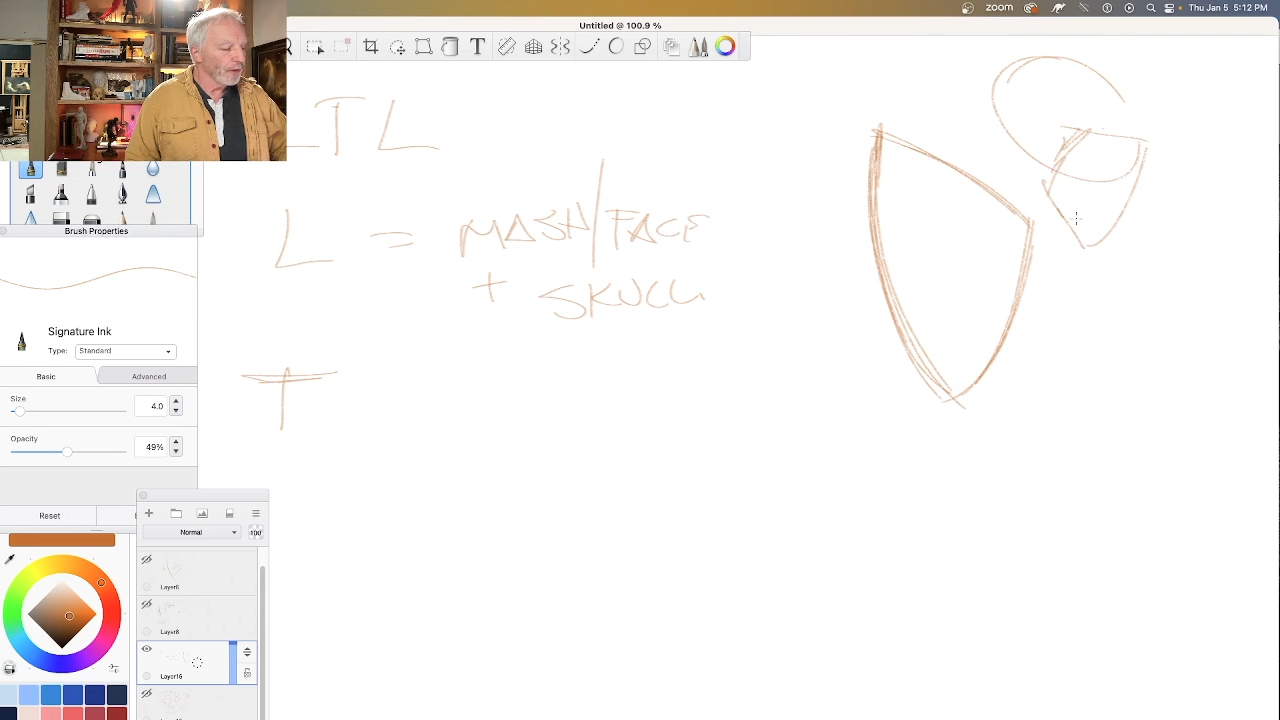 zoom Thu Jan 5 5:12 PM
Untitled @ 100.9 %
LTL
L = MASK/FACE
+ SKULL
T
Brush Properties
Signature Ink
Type: Standard
Basic Advanced
Size
4.0
Opacity
49%
Reset
Normal
Layer6
Layer8
Layer16